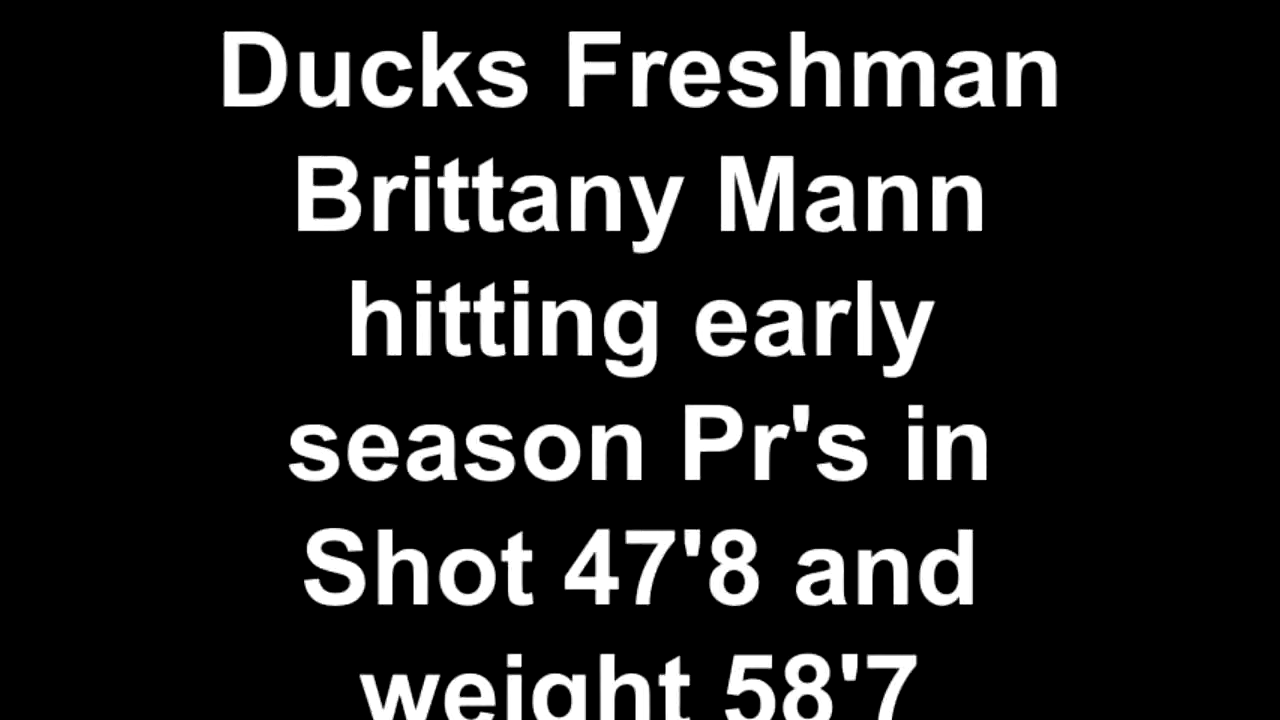 Ducks Freshman
Brittany Mann
hitting early
season Pr's in
Shot 47'8 and
weight 58'7